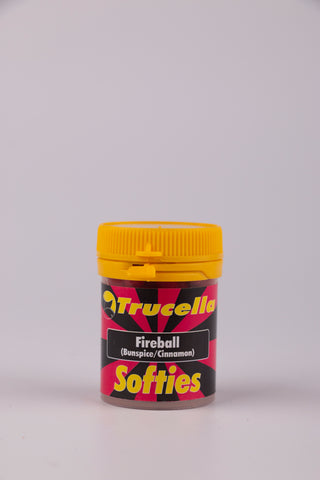 Trucella
Fireball
(Bunspice/Cinnamon)
Softies